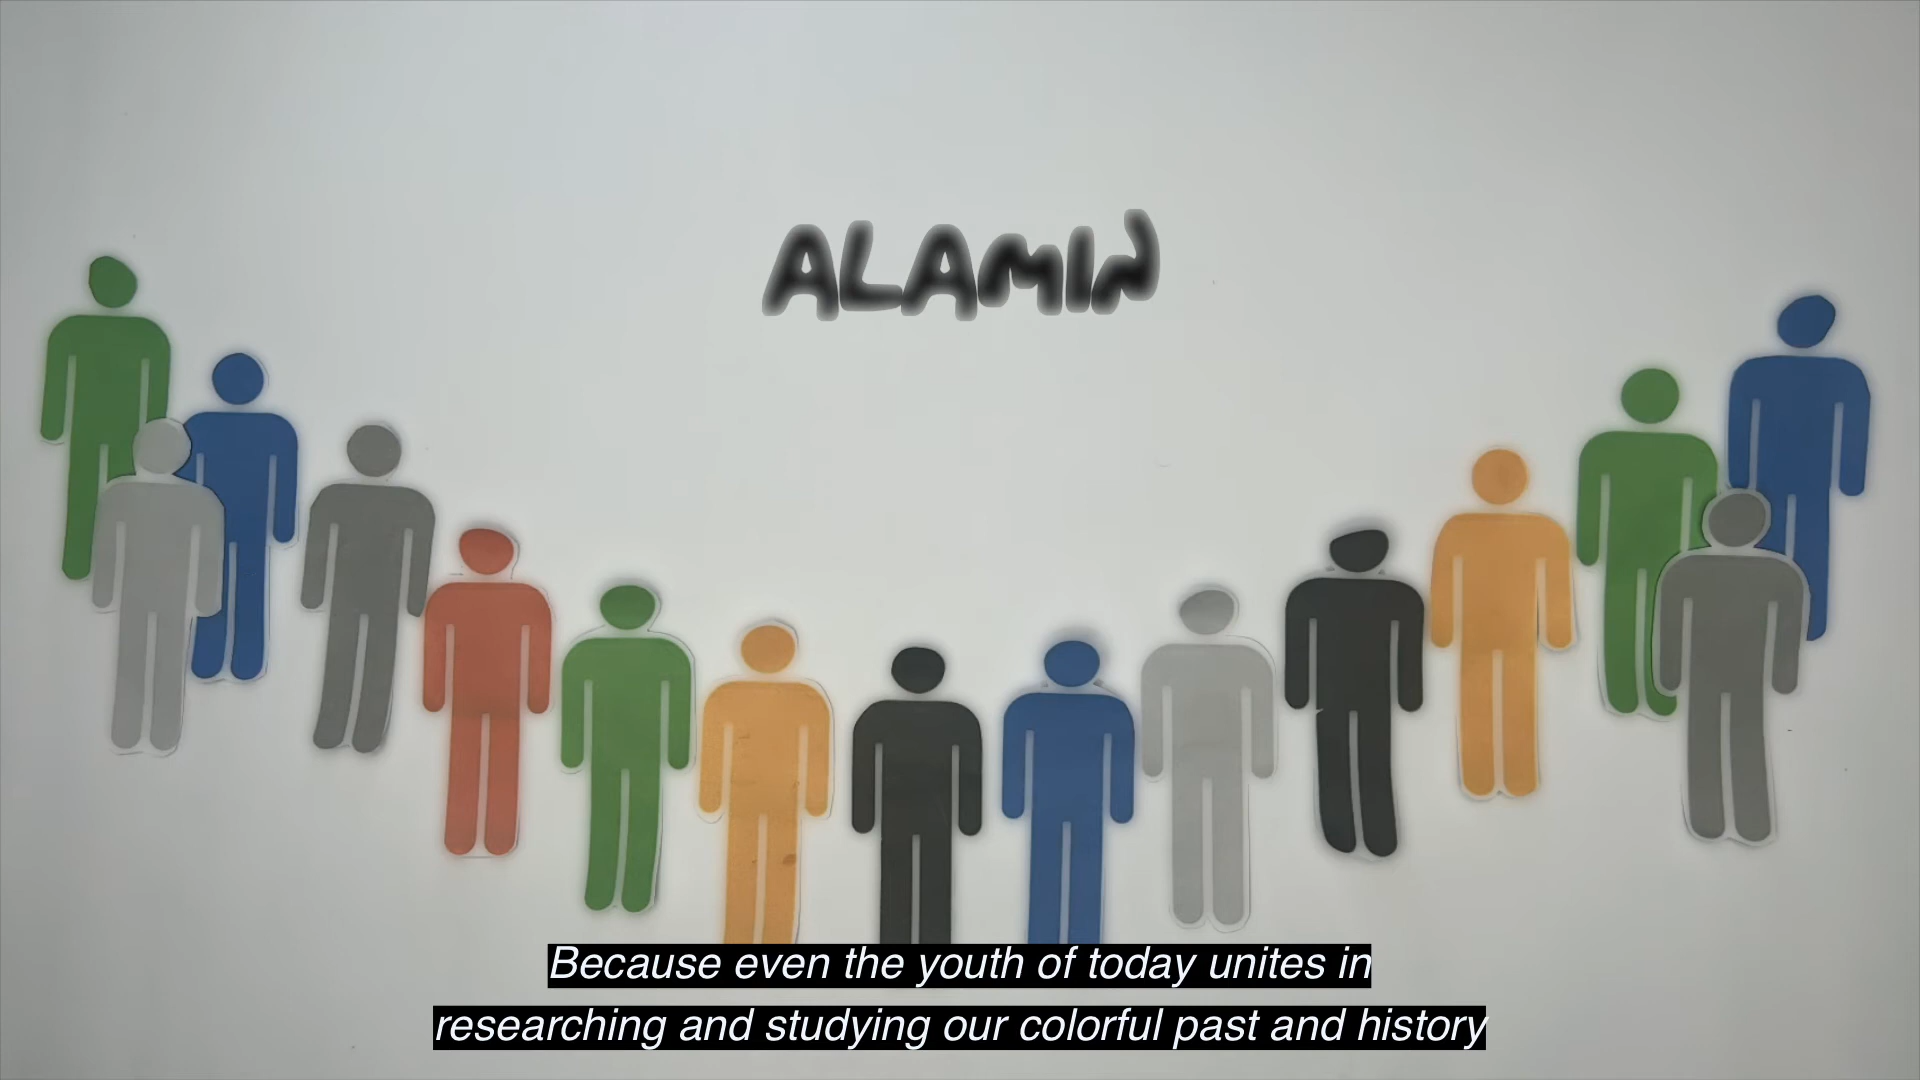 ALAMIN
Because even the youth of today unites in
researching and studying our colorful past and history